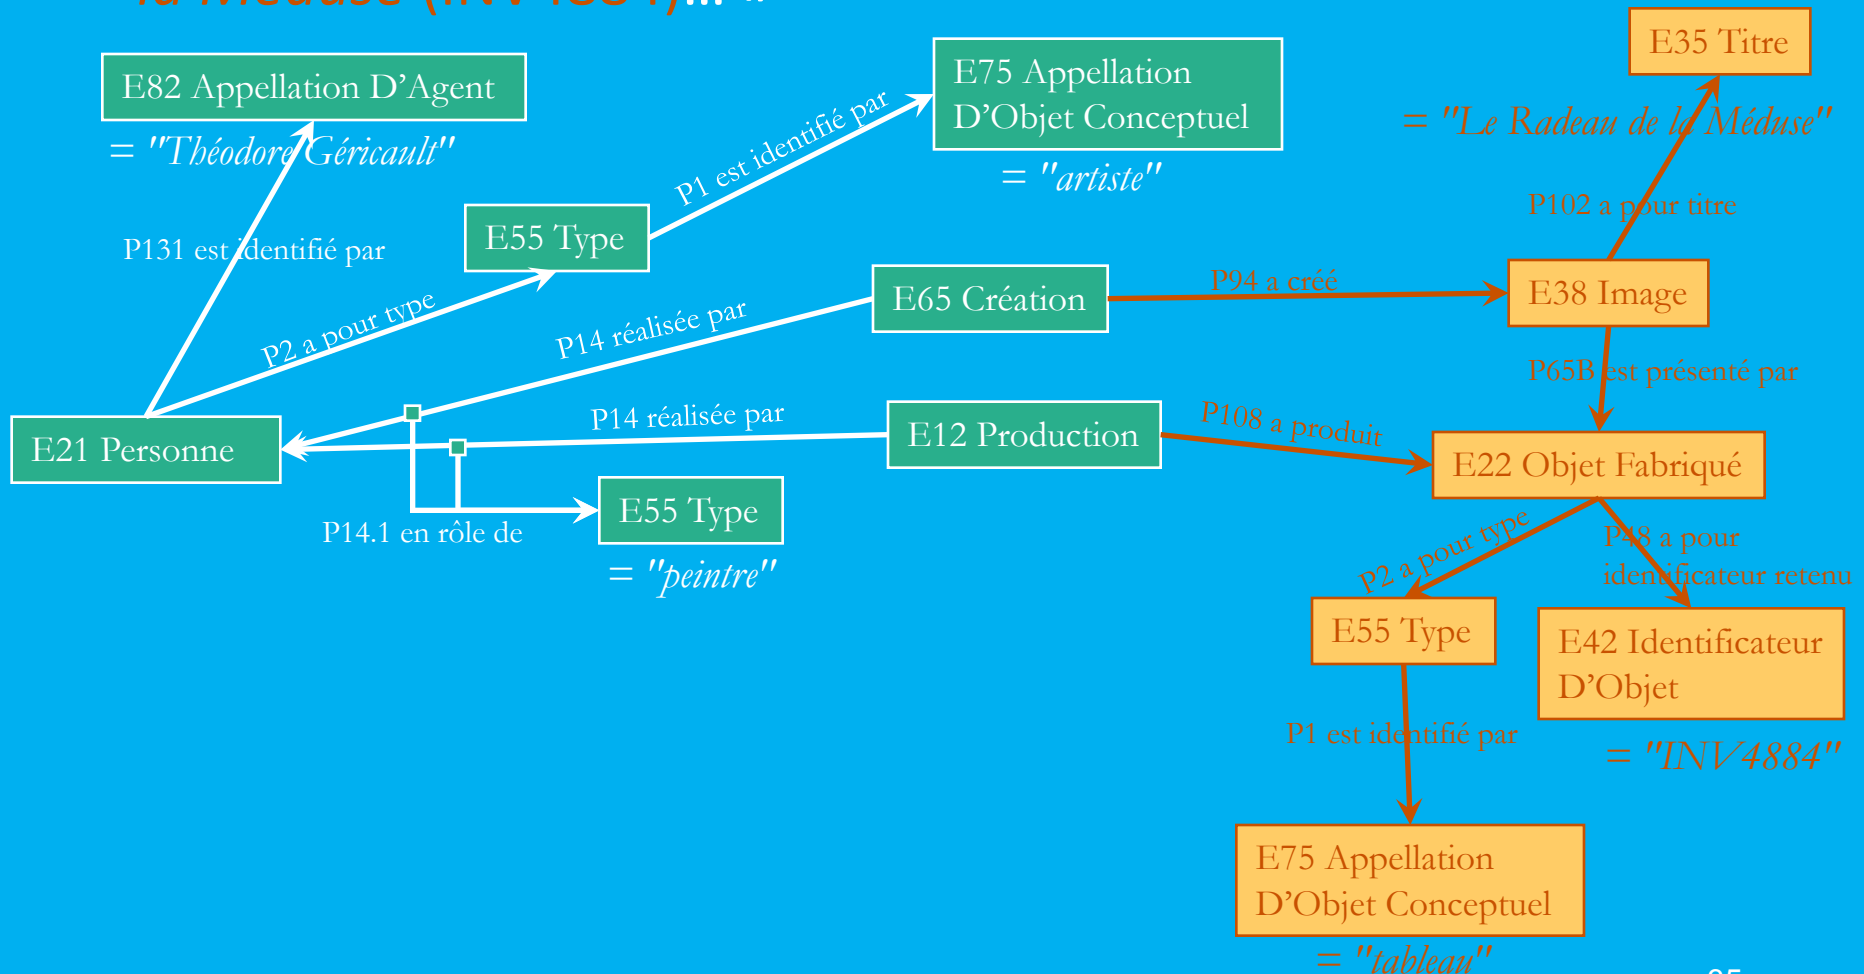 la Méduse (INV4884)... «
E35 Titre
E82 Appellation D’Agent
E75 Appellation
D’Objet Conceptuel
= "Théodore Géricault"
= "Le Radeau de la Méduse"
P1 est identifié par
= "artiste"
P102 a pour titre
P131 est identifié par
E55 Type
E65 Création
P94 a créé
E38 Image
P2 a pour type
P14 réalisée par
P65B est présenté par
P14 réalisée par
P108 a produit
E21 Personne
E12 Production
E22 Objet Fabriqué
P14.1 en rôle de
E55 Type
P2 a pour type
P48 a pour
identificateur retenu
= "peintre"
E55 Type
E42 Identificateur
D’Objet
P1 est identifié par
= "INV4884"
E75 Appellation
D’Objet Conceptuel
= "tableau"